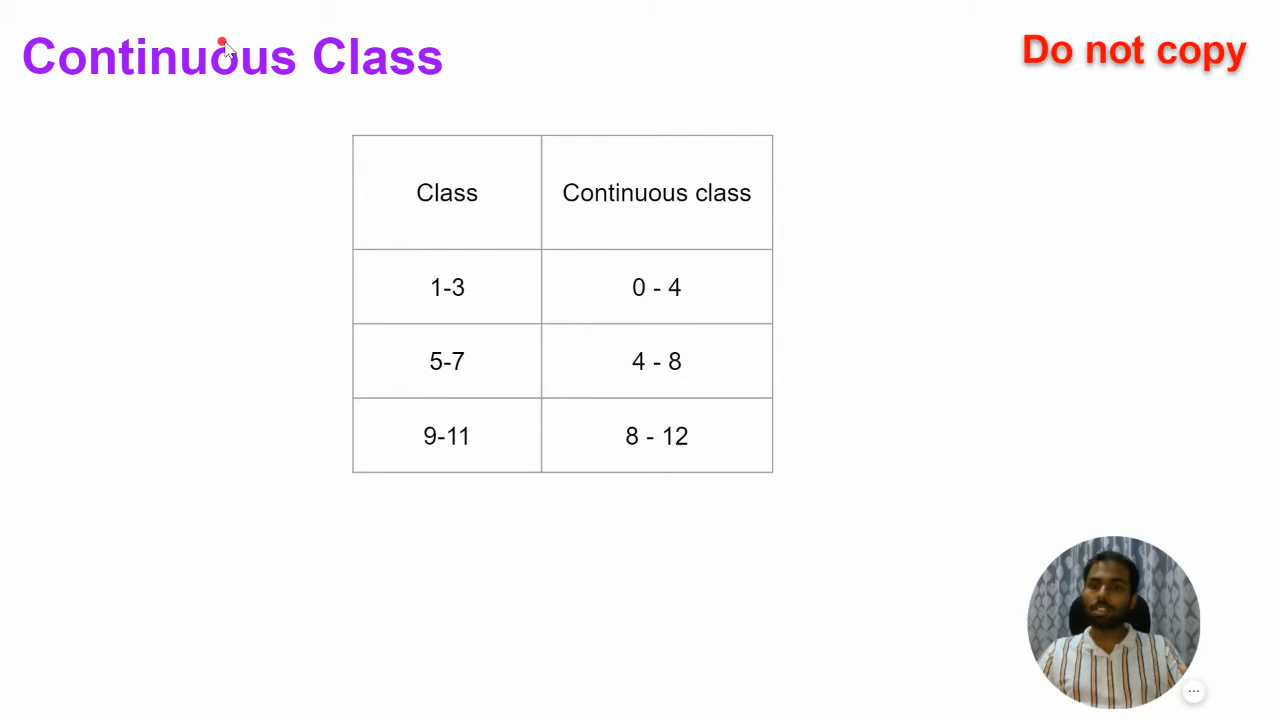 Continuous Class
Do not copy
Class Continuous class
1-3 0 - 4
5-7 4 - 8
9-11 8 - 12